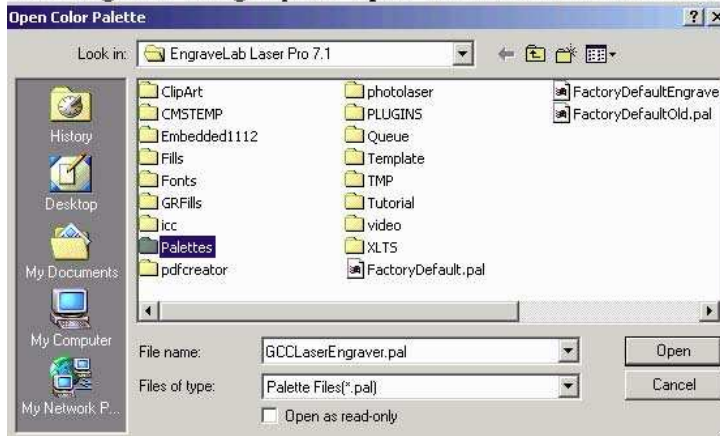 Open Color Palette
Look in: EngraveLab Laser Pro 7.1
History
Desktop
My Documents
My Computer
My Network P...
ClipArt
CMSTEMP
Embedded1112
Fills
Fonts
GRFills
icc
Palettes
pdfcreator
photolaser
PLUGINS
Queue
Template
TMP
Tutorial
video
XLTS
FactoryDefault.pal
FactoryDefaultEngrave
FactoryDefaultOld.pal
File name: GCCLaserEngraver.pal Open
Files of type: Palette Files(*.pal) Cancel
Open as read-only